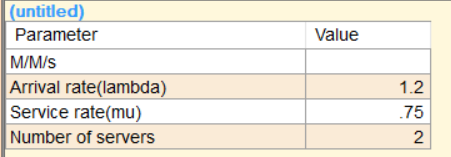 (untitled)
Parameter Value
M/M/s
Arrival rate(lambda) 1.2
Service rate(mu) .75
Number of servers 2